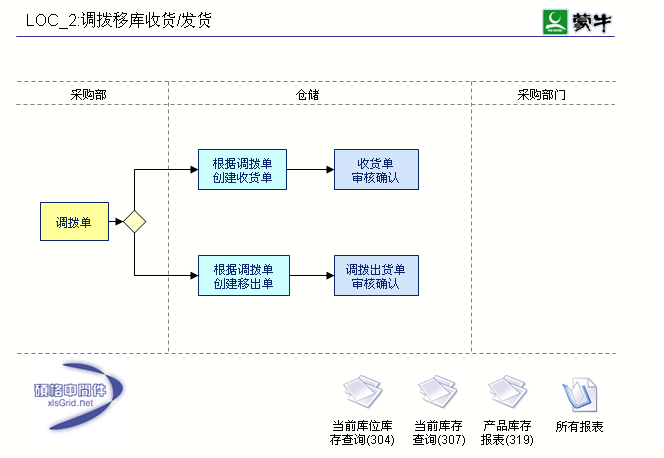 LOC_2:调拨移库收货/发货
蒙牛
采购部
仓储
采购部门
根据调拨单
创建收货单
收货单
审核确认
调拨单
根据调拨单
创建移出单
调拨出货单
审核确认
碩格中間件
xlsGrid.net
当前库位库
存查询(304)
当前库存
查询(307)
产品库存
报表(319)
所有报表